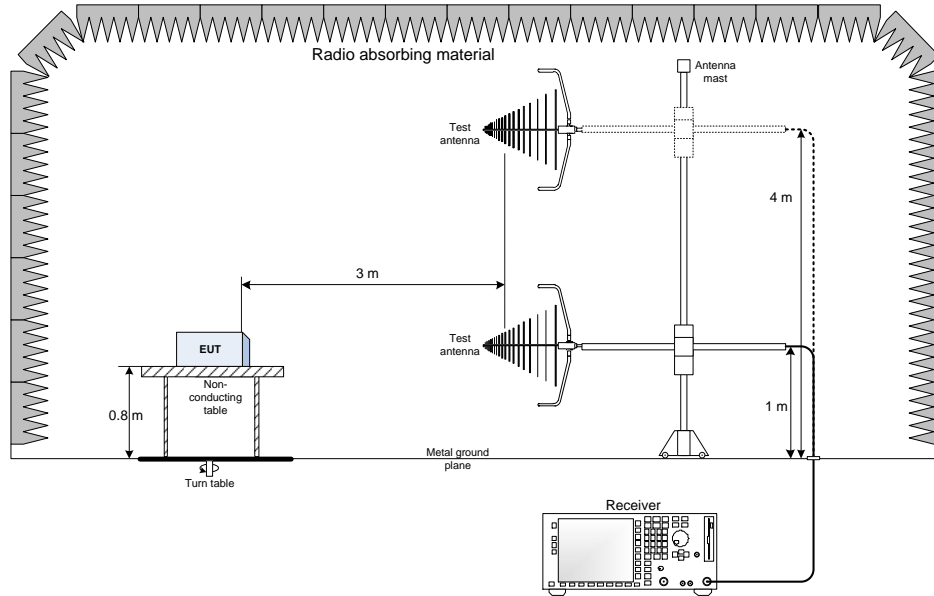 Radio absorbing material
Antenna
mast
Test
antenna
4 m
3 m
Test
antenna
EUT
Non-
conducting
table
0.8 m
1 m
Metal ground
plane
Turn table
Receiver